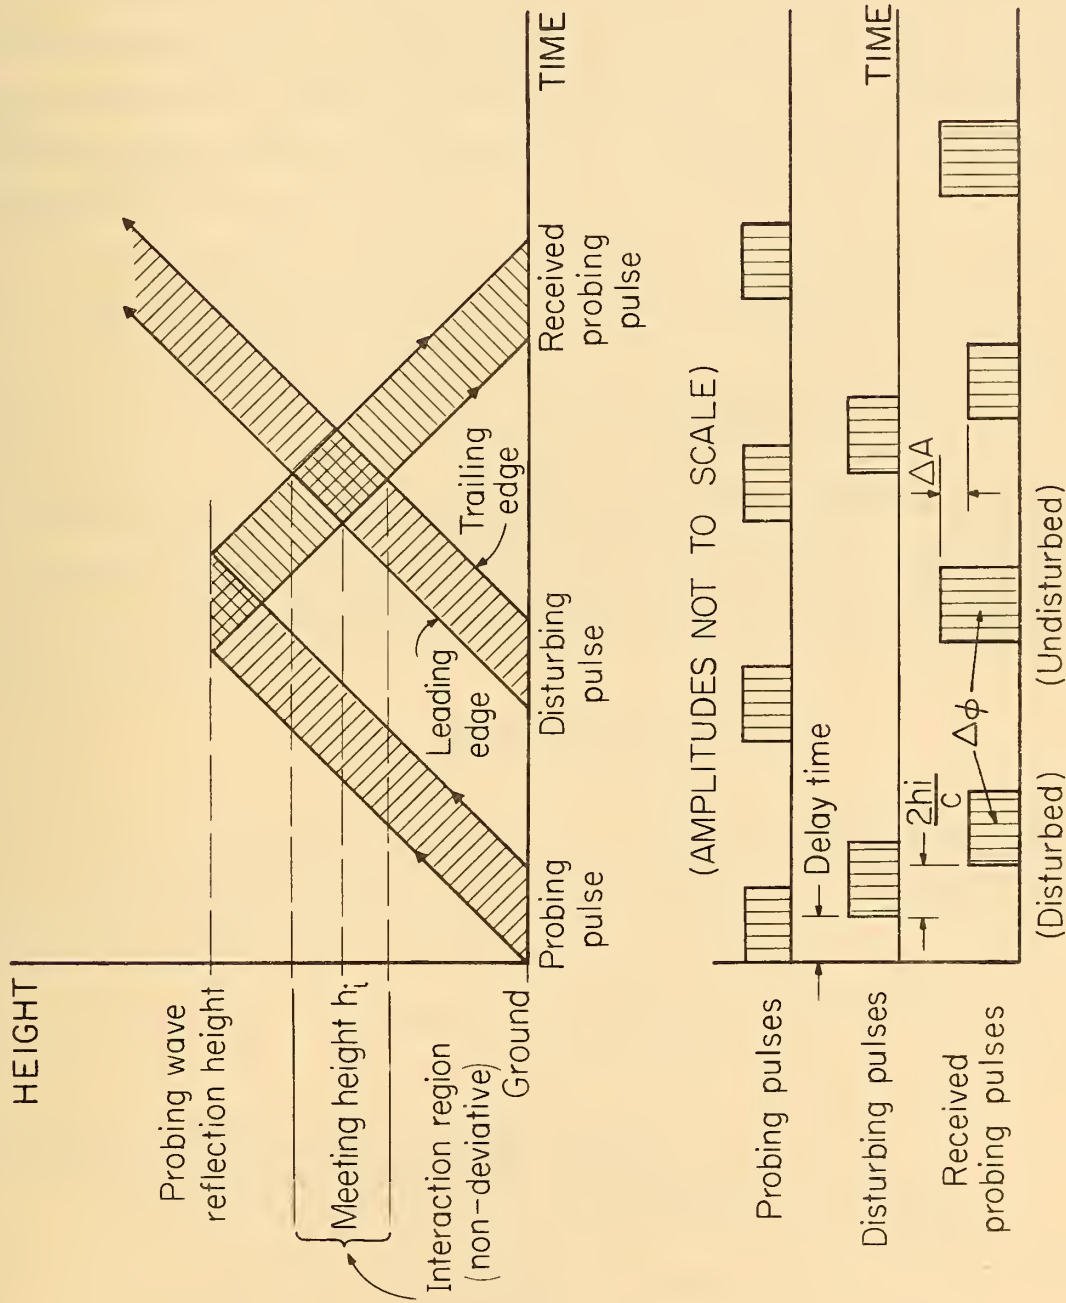 HEIGHT
Probing wave
reflection height
Meeting height hi
Interaction region
(non-deviative)
Ground
Leading
edge
Trailing
edge
Probing
pulse
Disturbing
pulse
Received
probing
pulse
TIME
(AMPLITUDES NOT TO SCALE)
Probing pulses
Delay time
Disturbing pulses
TIME
2hi
C
ΔA
Received
probing pulses
Δϕ
(Disturbed)
(Undisturbed)